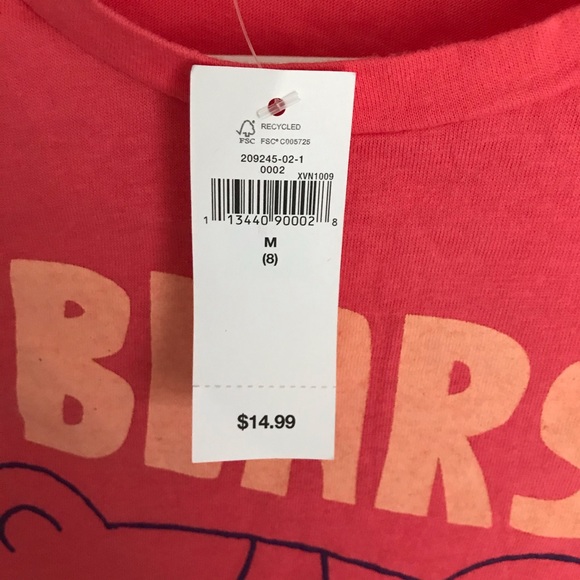 RECYCLED
FSC FSC® C005725
209245-02-1
0002
XVN1009
1 13440 90002 8
M
(8)
BEARS
$14.99